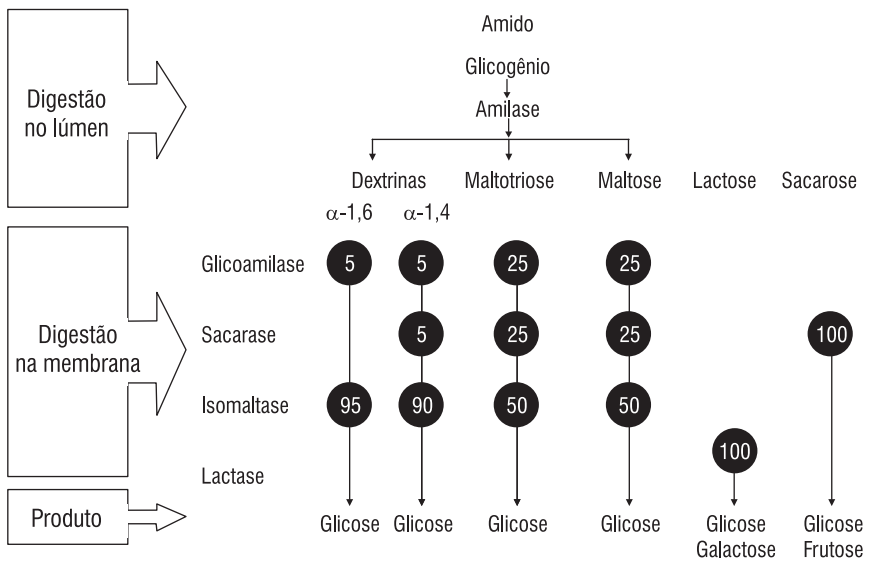 Amido
Digestão
no lúmen
Glicogênio
Amilase
Dextrinas Maltotriose Maltose Lactose Sacarose
α-1,6 α-1,4
Digestão
na membrana
Glicoamilase 5 5 25 25
Sacarase 5 25 25 100
Isomaltase 95 90 50 50
100
Lactase
Produto
Glicose Glicose Glicose Glicose Glicose Glicose
Galactose Frutose